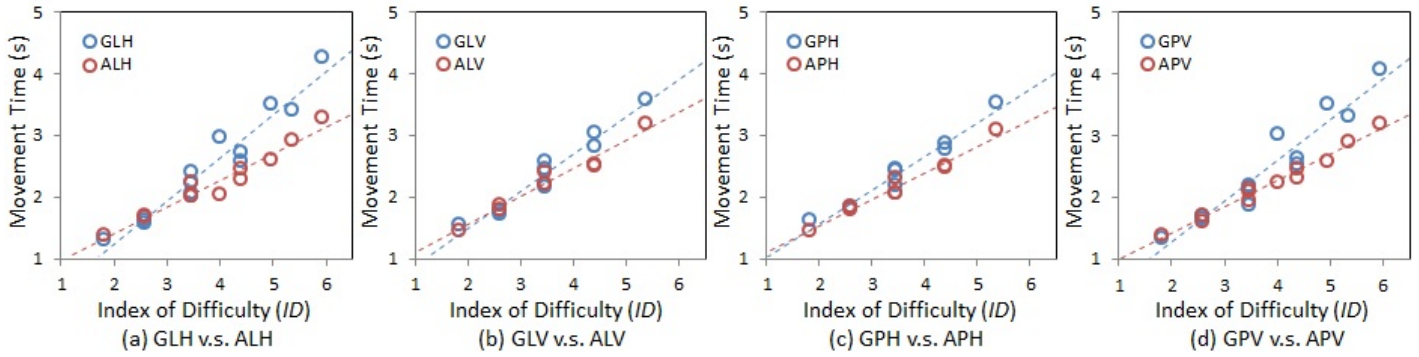 Movement Time (s)
5
4
3
2
1
GLH
ALH
1 2 3 4 5 6
Index of Difficulty (ID)
(a) GLH v.s. ALH
Movement Time (s)
5
4
3
2
1
GLV
ALV
1 2 3 4 5 6
Index of Difficulty (ID)
(b) GLV v.s. ALV
Movement Time (s)
5
4
3
2
1
GPH
APH
1 2 3 4 5 6
Index of Difficulty (ID)
(c) GPH v.s. APH
Movement Time (s)
5
4
3
2
1
GPV
APV
1 2 3 4 5 6
Index of Difficulty (ID)
(d) GPV v.s. APV